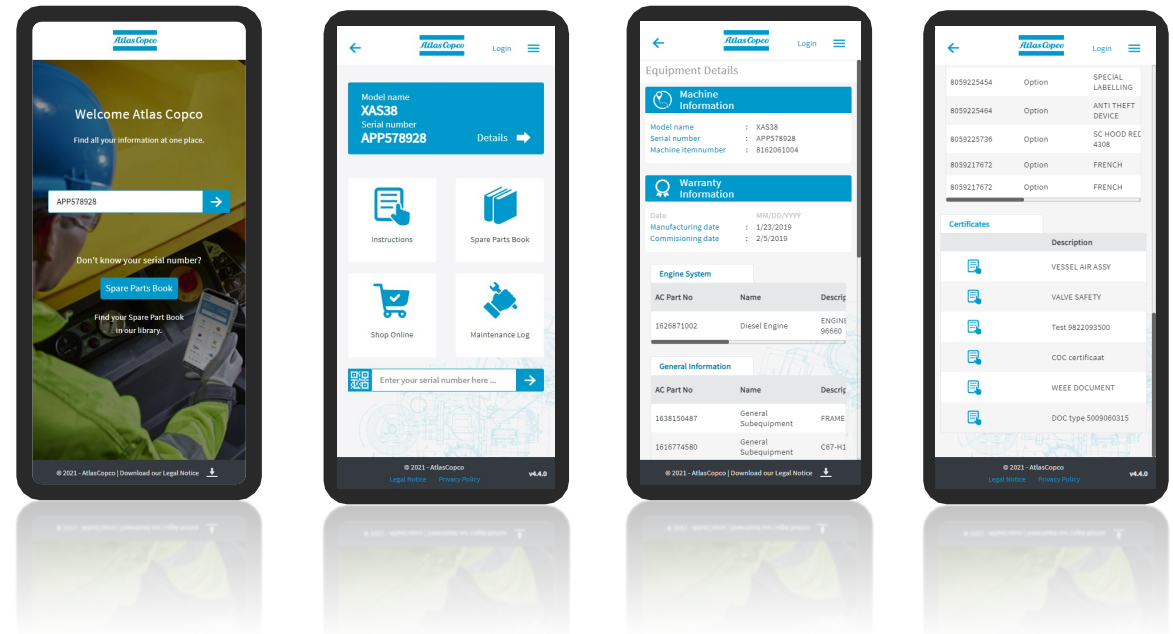 Atlas Copco
Welcome Atlas Copco
Find all your information at one place.
APP578928
Don't know your serial number?
Spare Parts Book
Find your Spare Part Book
in our library.
© 2021 - AtlasCopco | Download our Legal Notice
Atlas Copco
Login
Model name
XAS38
Serial number
APP578928
Details
Instructions
Spare Parts Book
Shop Online
Maintenance Log
Enter your serial number here ...
© 2021 - AtlasCopco
Legal Notice Privacy Policy
v4.4.0
Atlas Copco
Login
Equipment Details
Machine
Information
Model name : XAS38
Serial number : APP578928
Machine itemnumber : 8162061004
Warranty
Information
Date MM/DD/YYYY
Manufacturing date : 1/23/2019
Commisioning date : 2/5/2019
Engine System
AC Part No Name Descrip
1626871002 Diesel Engine ENGINE
96660
General Information
AC Part No Name Descrip
1638150487 General
Subequipment FRAME
1616774580 General
Subequipment C67-H1
© 2021 - AtlasCopco | Download our Legal Notice
Atlas Copco
Login
8059225454 Option SPECIAL
LABELLING
8059225464 Option ANTI THEFT
DEVICE
8059225736 Option SC HOOD RED
4308
8059217672 Option FRENCH
8059217672 Option FRENCH
Certificates
Description
VESSEL AIR ASSY
VALVE SAFETY
Test 9822093500
COC certificaat
WEEE DOCUMENT
DOC type 5009060315
© 2021 - AtlasCopco
Legal Notice Privacy Policy
v4.4.0